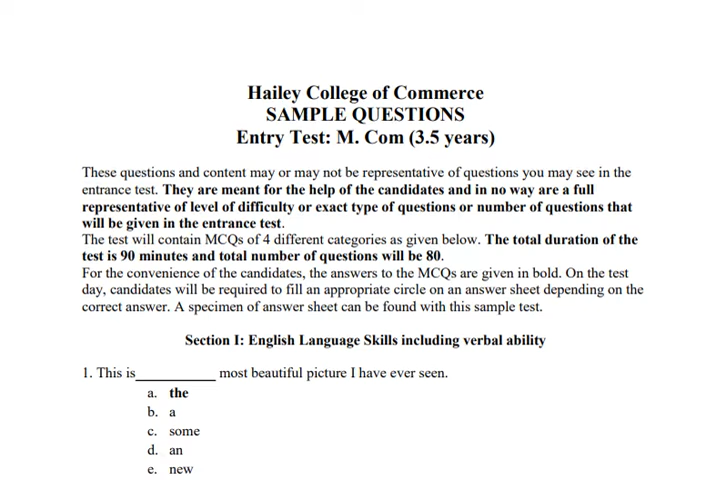 Hailey College of Commerce
SAMPLE QUESTIONS
Entry Test: M. Com (3.5 years)
These questions and content may or may not be representative of questions you may see in the
entrance test. They are meant for the help of the candidates and in no way are a full
representative of level of difficulty or exact type of questions or number of questions that
will be given in the entrance test.
The test will contain MCQs of 4 different categories as given below. The total duration of the
test is 90 minutes and total number of questions will be 80.
For the convenience of the candidates, the answers to the MCQs are given in bold. On the test
day, candidates will be required to fill an appropriate circle on an answer sheet depending on the
correct answer. A specimen of answer sheet can be found with this sample test.
Section I: English Language Skills including verbal ability
1. This is___________ most beautiful picture I have ever seen.
a. the
b. a
c. some
d. an
e. new